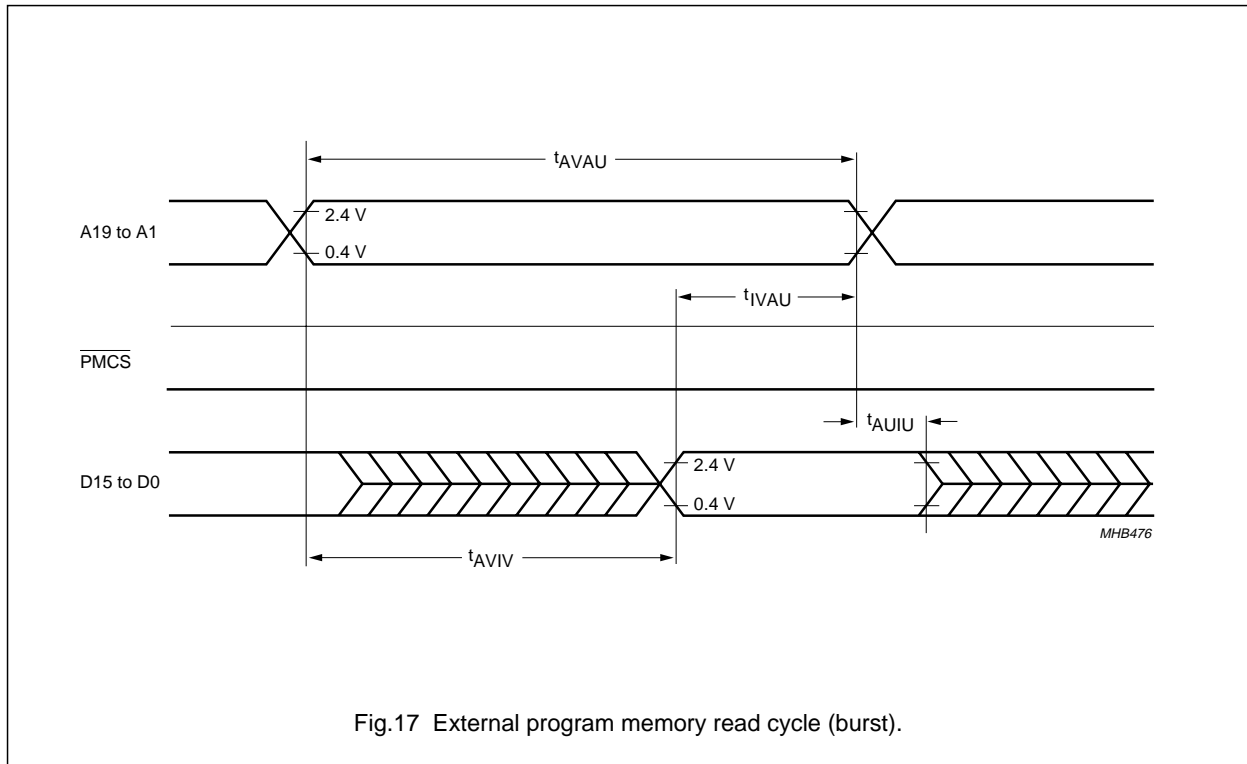 tAVAU
2.4 V
A19 to A1
0.4 V
tIVAU
PMCS
tAUIU
2.4 V
D15 to D0
0.4 V
MHB476
tAVIV
Fig.17 External program memory read cycle (burst).